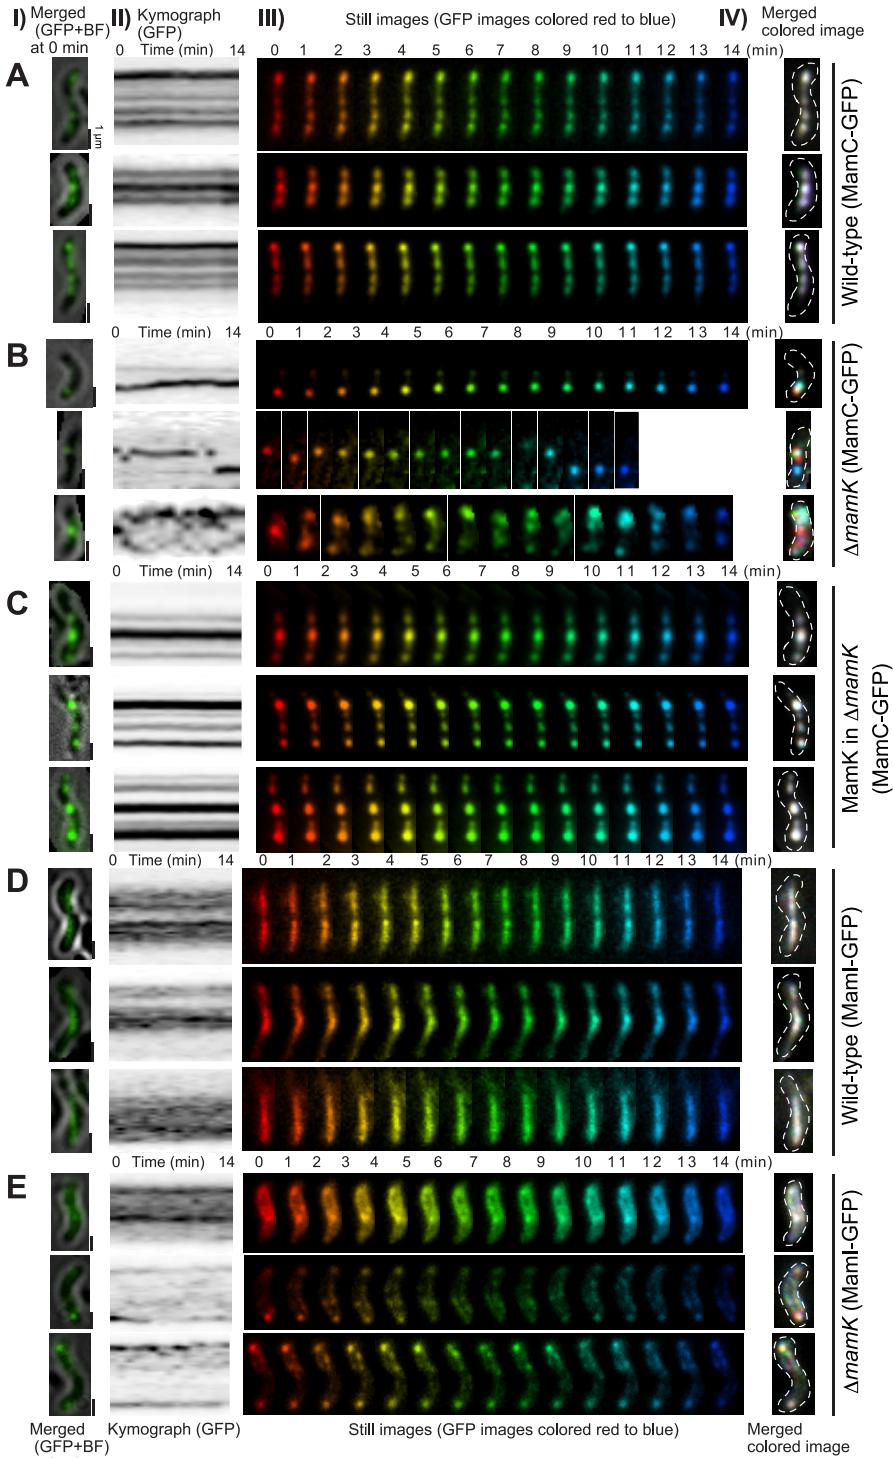 I) Merged (GFP+BF) at 0 min
II) Kymograph (GFP)
III) Still images (GFP images colored red to blue)
IV) Merged colored image
0 Time (min) 14
0 1 2 3 4 5 6 7 8 9 10 11 12 13 14 (min)
A
1 µm
Wild-type (MamC-GFP)
0 Time (min) 14
0 1 2 3 4 5 6 7 8 9 10 11 12 13 14 (min)
B
ΔmamK (MamC-GFP)
0 Time (min) 14
0 1 2 3 4 5 6 7 8 9 10 11 12 13 14 (min)
C
MamK in ΔmamK
(MamC-GFP)
0 Time (min) 14
0 1 2 3 4 5 6 7 8 9 10 11 12 13 14 (min)
D
Wild-type (MamI-GFP)
0 Time (min) 14
0 1 2 3 4 5 6 7 8 9 10 11 12 13 14 (min)
E
ΔmamK (MamI-GFP)
Merged (GFP+BF)
Kymograph (GFP)
Still images (GFP images colored red to blue)
Merged colored image